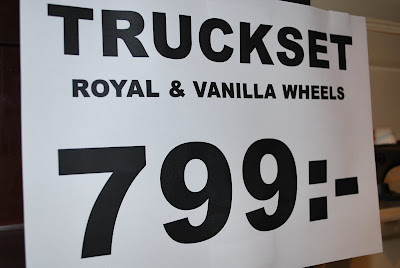 TRUCKSET
ROYAL & VANILLA WHEELS
799:-